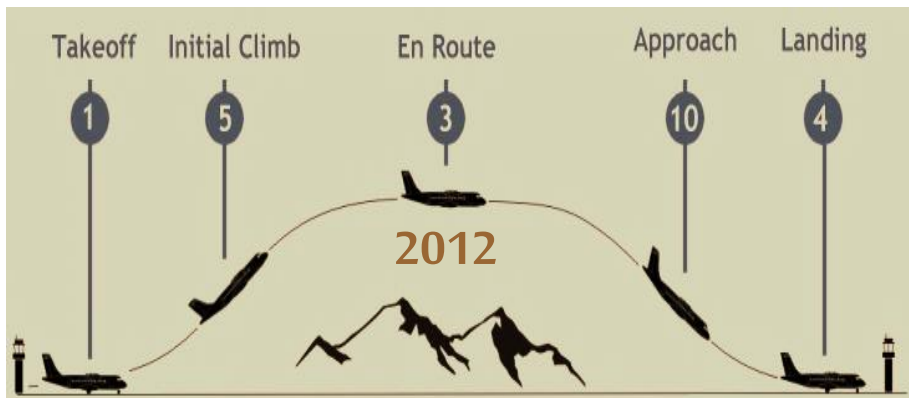 Takeoff
Initial Climb
En Route
Approach
Landing
1
5
3
10
4
2012